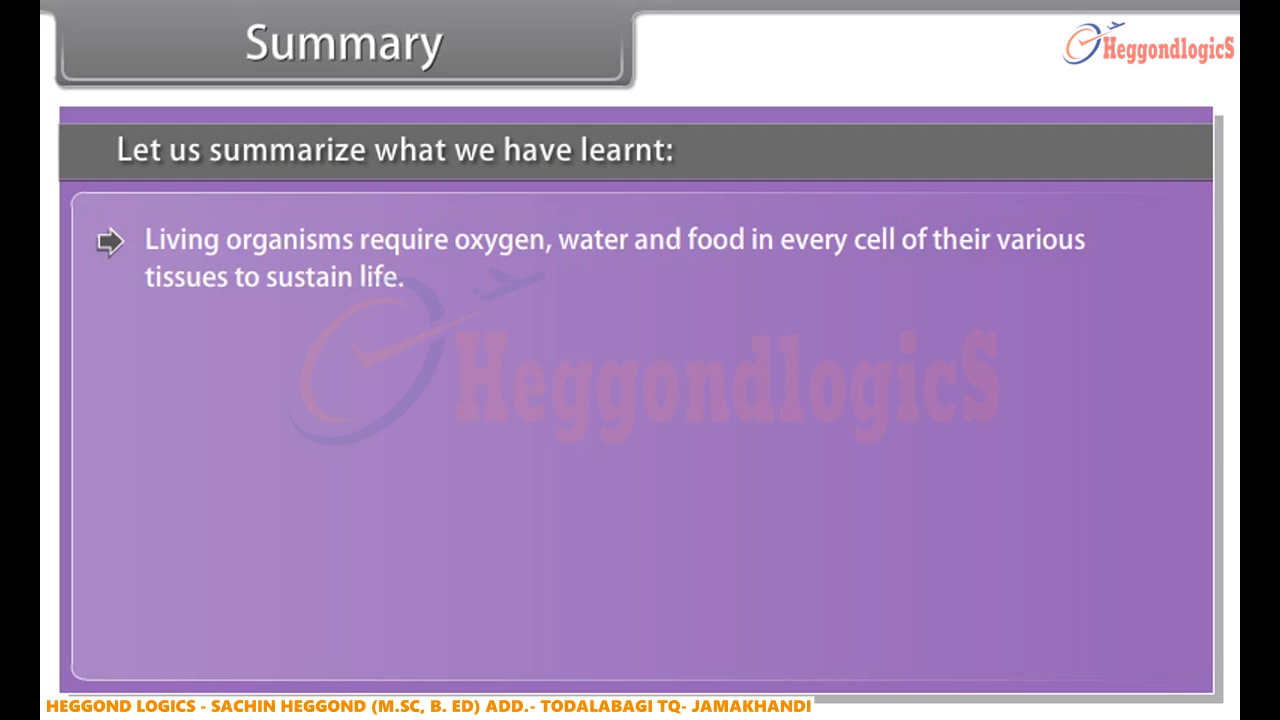 Summary
HeggondlogicS
Let us summarize what we have learnt:
Living organisms require oxygen, water and food in every cell of their various
tissues to sustain life.
HeggondlogicS
HEGGOND LOGICS - SACHIN HEGGOND (M.SC, B. ED) ADD.- TODALABAGI TQ- JAMAKHANDI